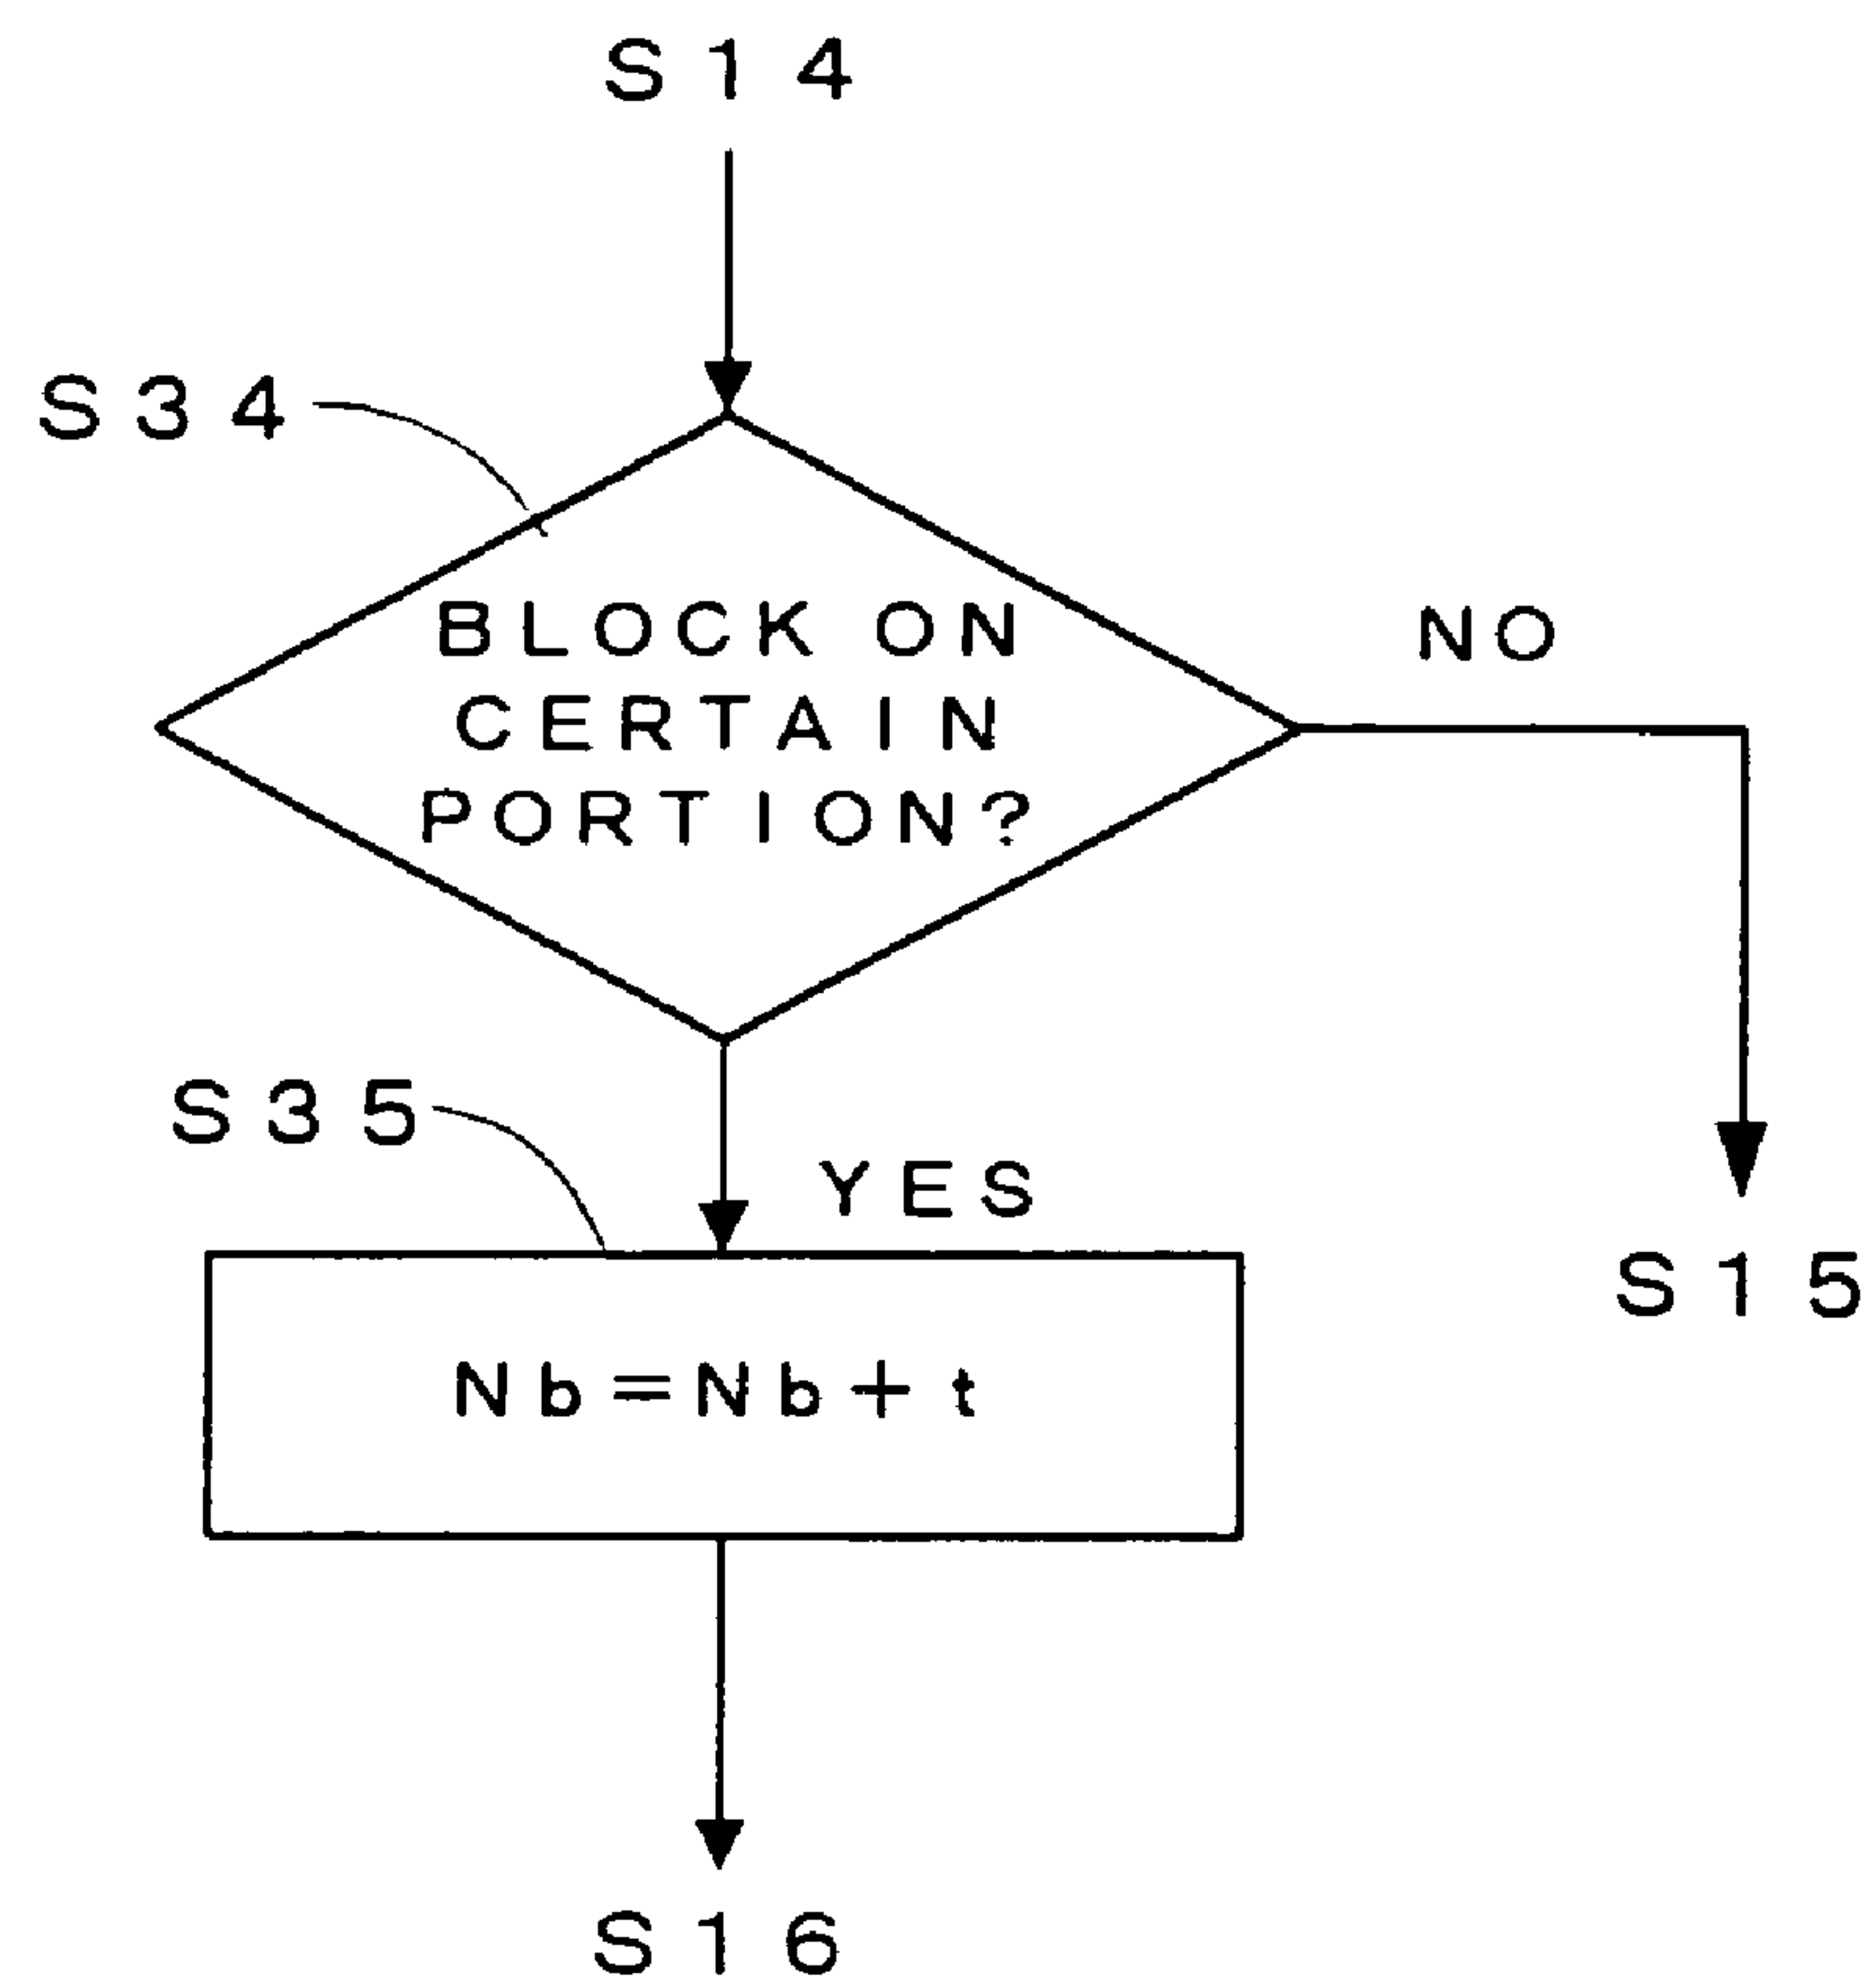 S14
S34
BLOCK ON
CERTAIN
PORTION?
NO
S35
YES
S15
Nb=Nb+t
S16